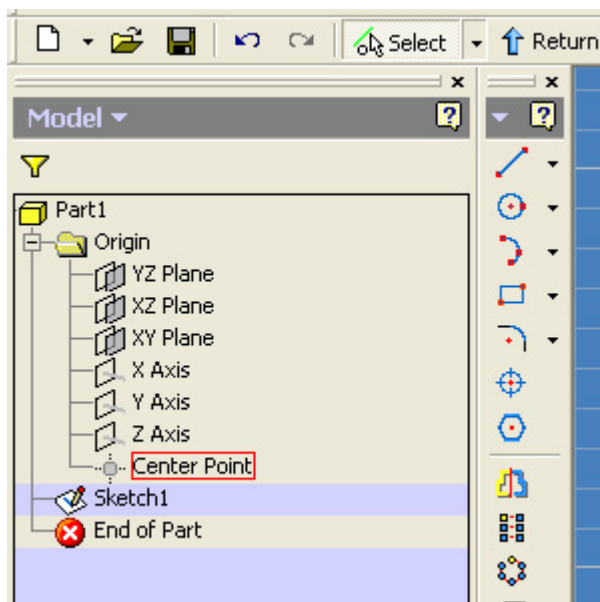 Select Return
Model
Part1
Origin
YZ Plane
XZ Plane
XY Plane
X Axis
Y Axis
Z Axis
Center Point
Sketch1
End of Part